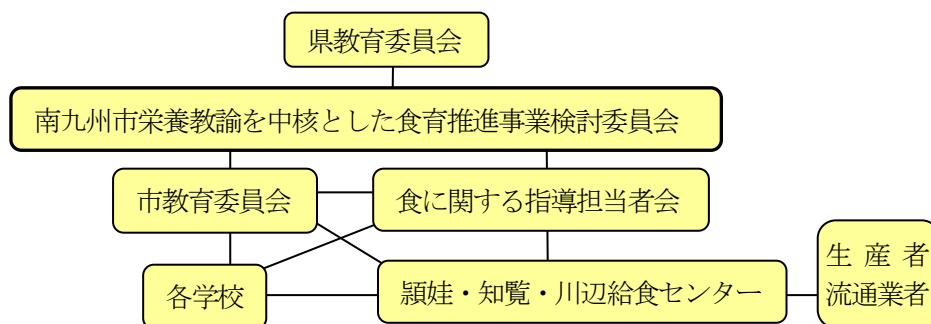 県教育委員会
南九州市栄養教諭を中核とした食育推進事業検討委員会
市教育委員会
食に関する指導担当者会
各学校
頴娃・知覧・川辺給食センター
生産者
流通業者